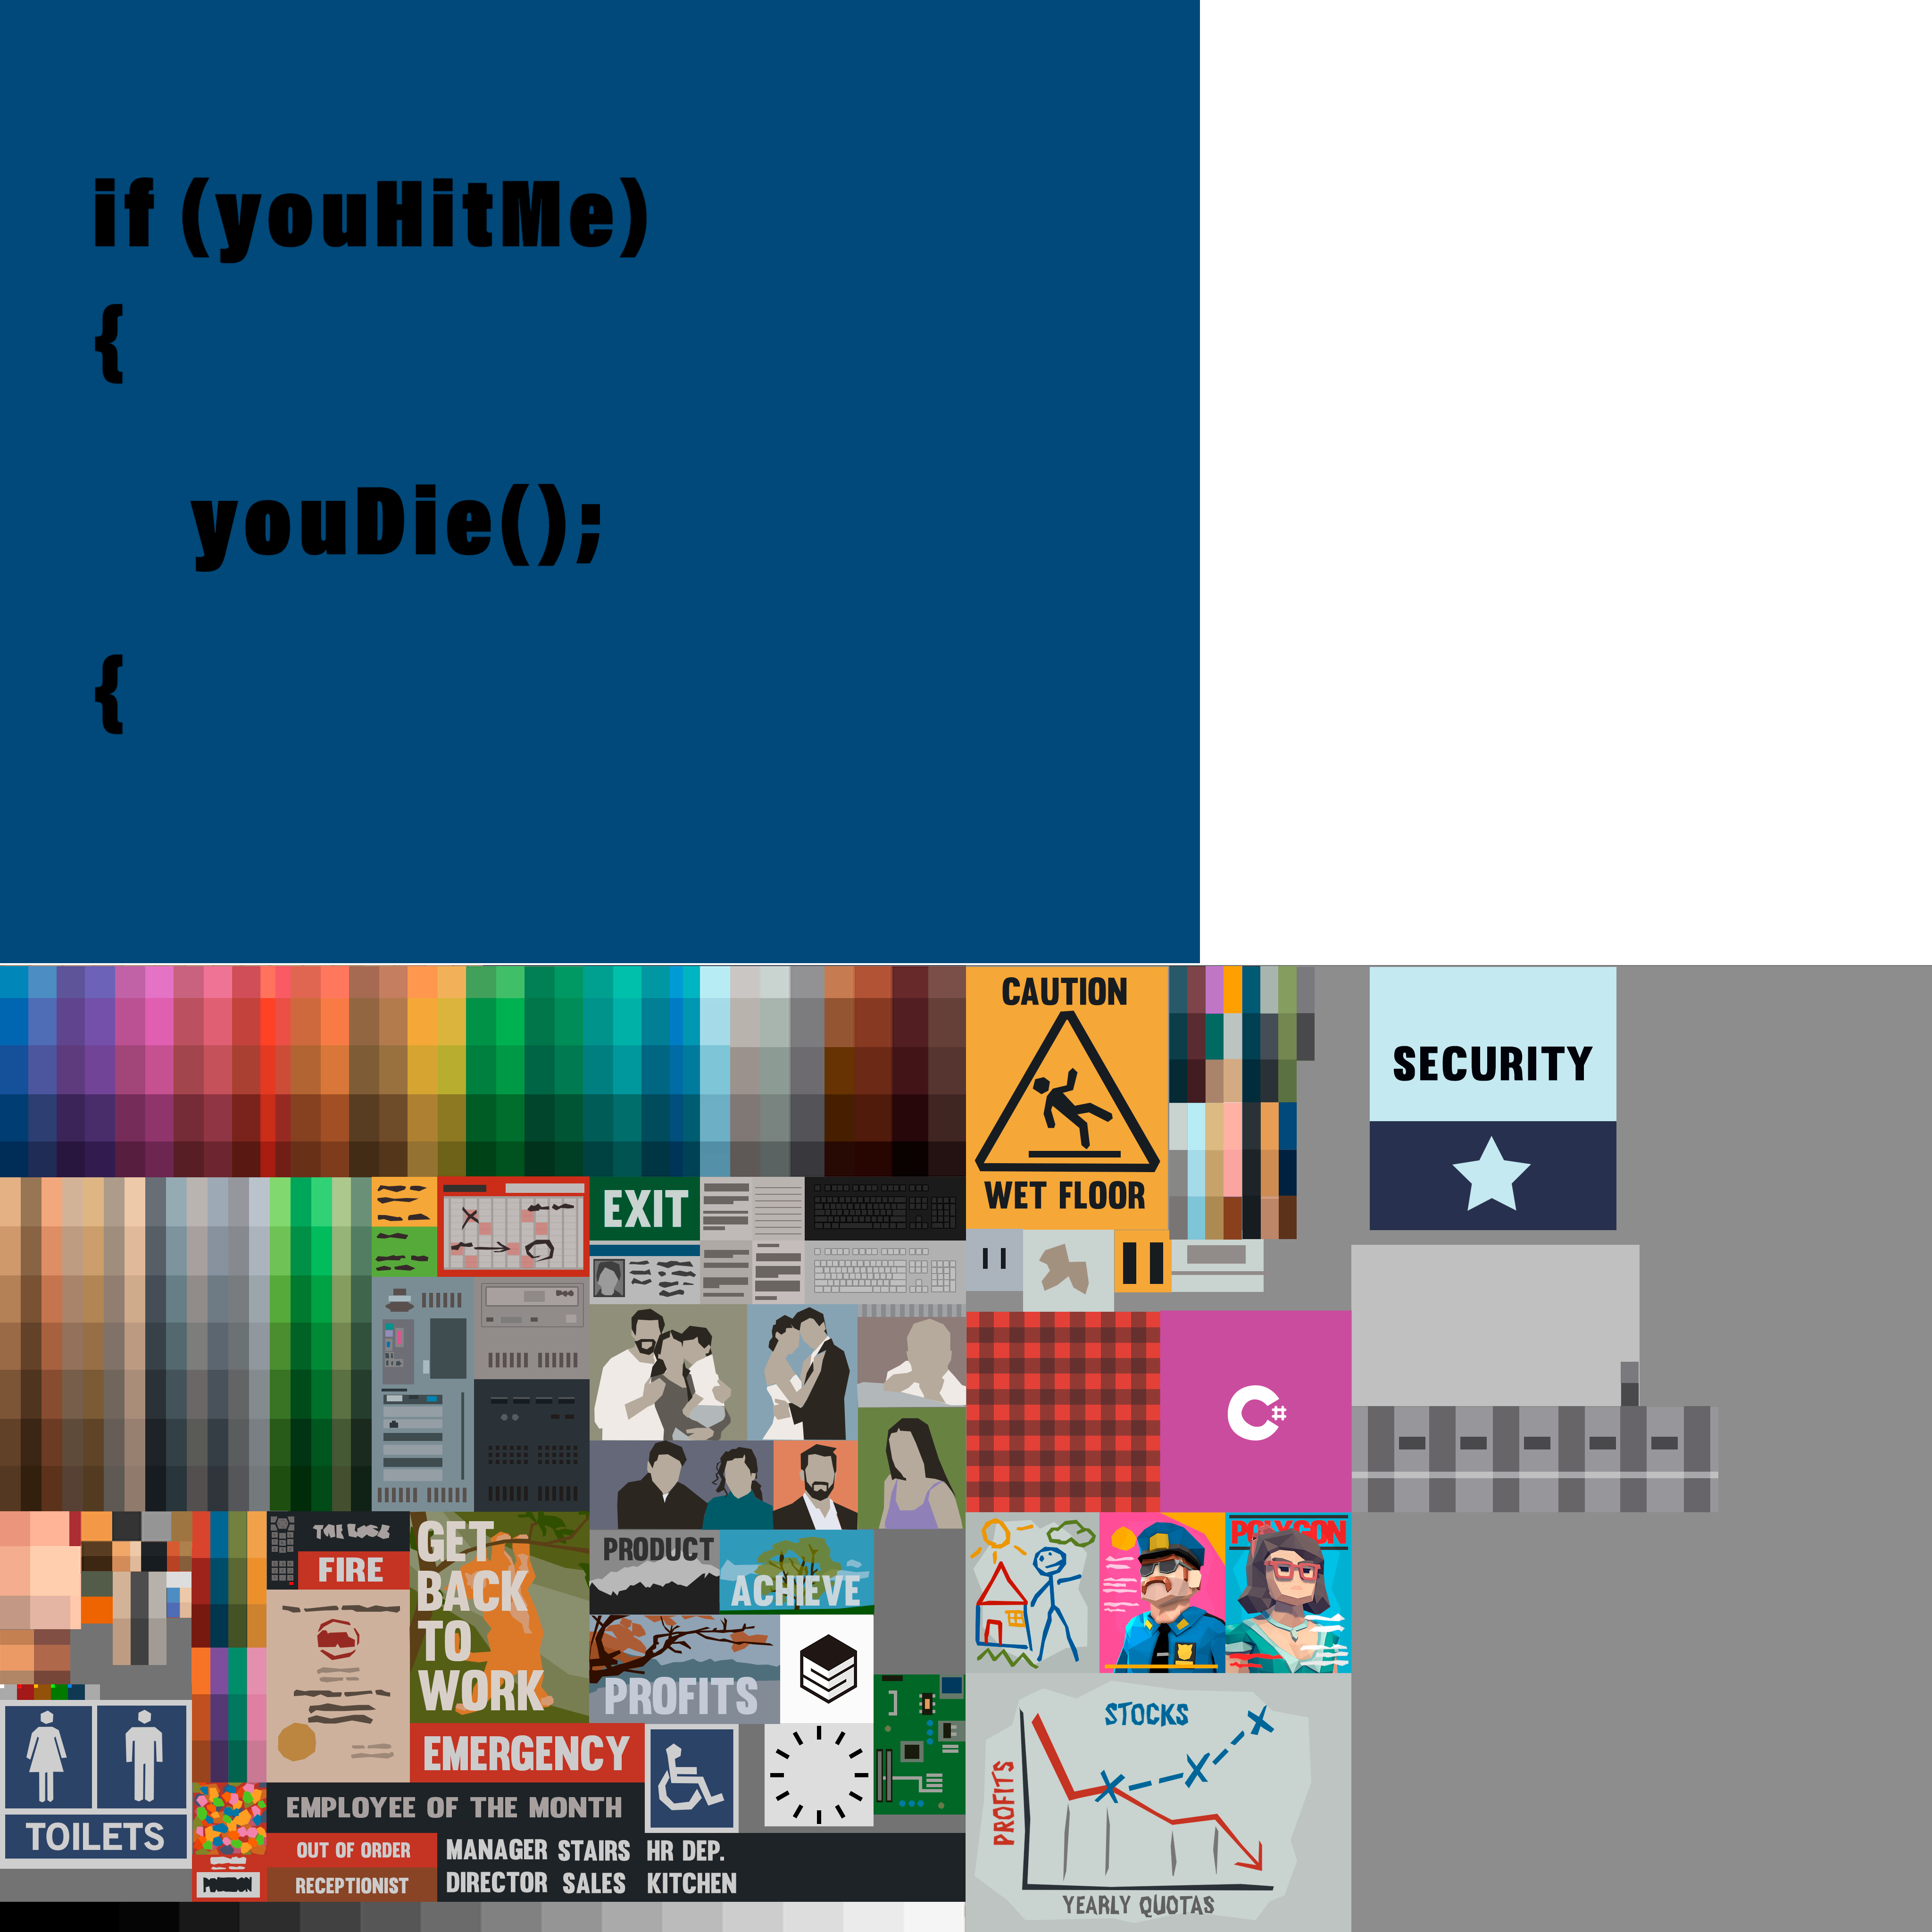 if (youHitMe)
{
youDie();
{
CAUTION
WET FLOOR
SECURITY
EXIT
C#
FIRE
GET
BACK
TO
WORK
PRODUCT
ACHIEVE
PROFITS
POLYGON
EMERGENCY
TOILETS
EMPLOYEE OF THE MONTH
OUT OF ORDER
RECEPTIONIST
MANAGER STAIRS HR DEP.
DIRECTOR SALES KITCHEN
STOCKS
PROFITS
YEARLY QUOTAS